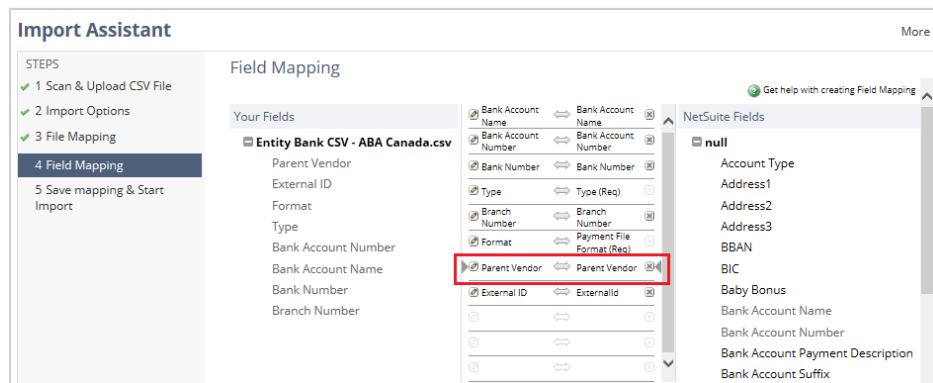 Import Assistant
More
STEPS
1 Scan & Upload CSV File
2 Import Options
3 File Mapping
4 Field Mapping
5 Save mapping & Start
Import
Field Mapping
Get help with creating Field Mapping
Your Fields
Entity Bank CSV - ABA Canada.csv
Parent Vendor
External ID
Format
Type
Bank Account Number
Bank Account Name
Bank Number
Branch Number
Bank Account
Name
Bank Account
Name
Bank Account
Number
Bank Account
Number
Bank Number
Bank Number
Type
Type (Req)
Branch
Number
Branch
Number
Format
Payment File
Format (Req)
Parent Vendor
Parent Vendor
External ID
ExternalId
NetSuite Fields
null
Account Type
Address1
Address2
Address3
BBAN
BIC
Baby Bonus
Bank Account Name
Bank Account Number
Bank Account Payment Description
Bank Account Suffix